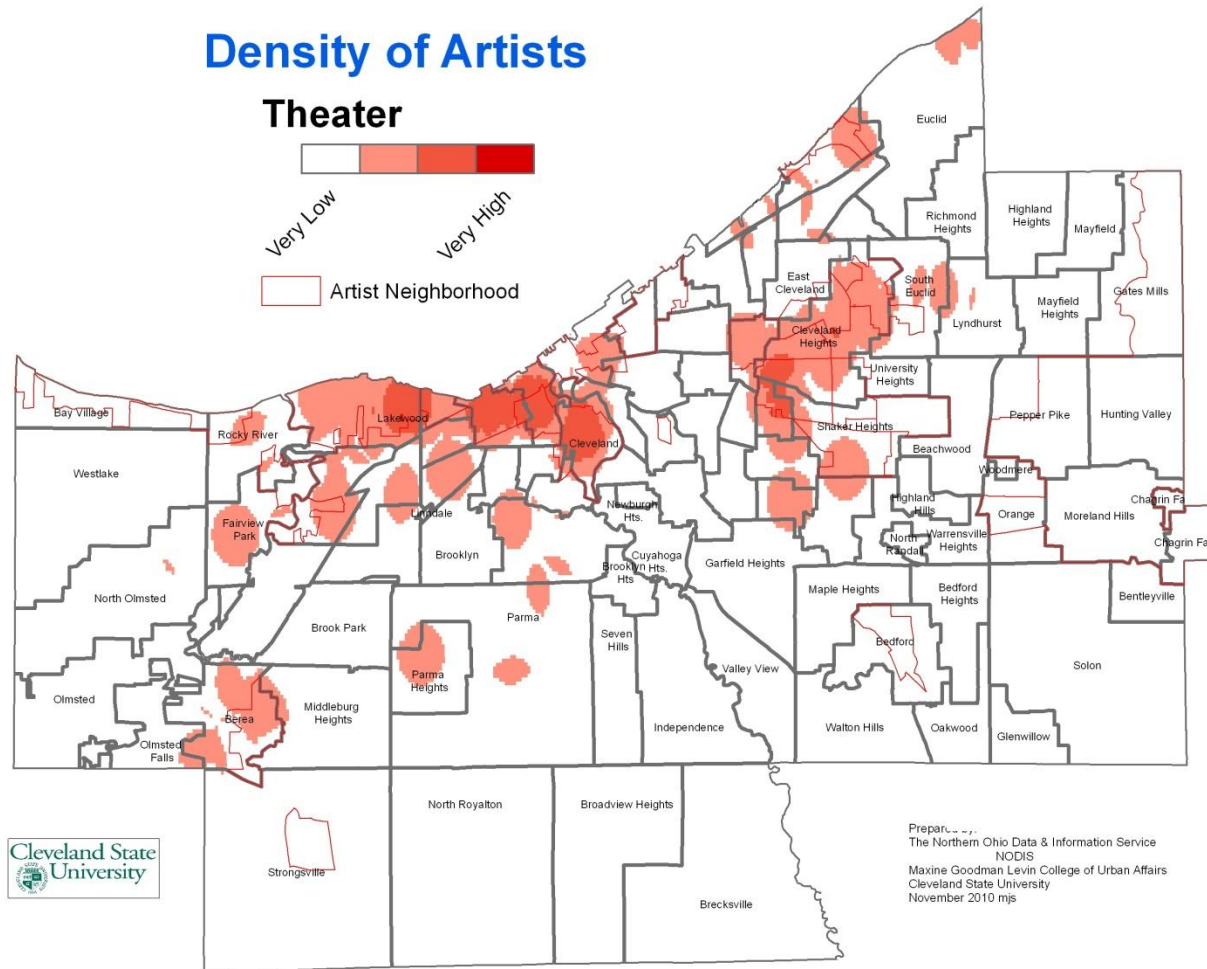 Density of Artists
Theater
Very Low
Very High
Artist Neighborhood
Euclid
Richmond
Heights
Highland
Heights
Mayfield
East
Cleveland
South
Euclid
Gates Mills
Mayfield
Heights
Lyndhurst
Cleveland
Heights
University
Heights
Bay Village
Lakewood
Rocky River
Pepper Pike
Hunting Valley
Shaker Heights
Cleveland
Beachwood
Westlake
Woodmere
Highland
Hills
Chagrin Fa
Newburgh
Hts.
Linndale
Fairview
Park
Orange
Moreland Hills
North
Randall
Warrensville
Heights
Chagrin Fa
Brooklyn
Cuyahoga
Hts.
Brooklyn
Hts
Garfield Heights
Maple Heights
Bedford
Heights
Bentleyville
North Olmsted
Brook Park
Parma
Seven
Hills
Bedford
Valley View
Solon
Parma
Heights
Olmsted
Berea
Middleburg
Heights
Independence
Walton Hills
Oakwood
Glenwillow
Olmsted
Falls
North Royalton
Broadview Heights
Strongsville
Brecksville
Cleveland State
University
The Northern Ohio Data & Information Service
NODIS
Maxine Goodman Levin College of Urban Affairs
Cleveland State University
November 2010 mjs